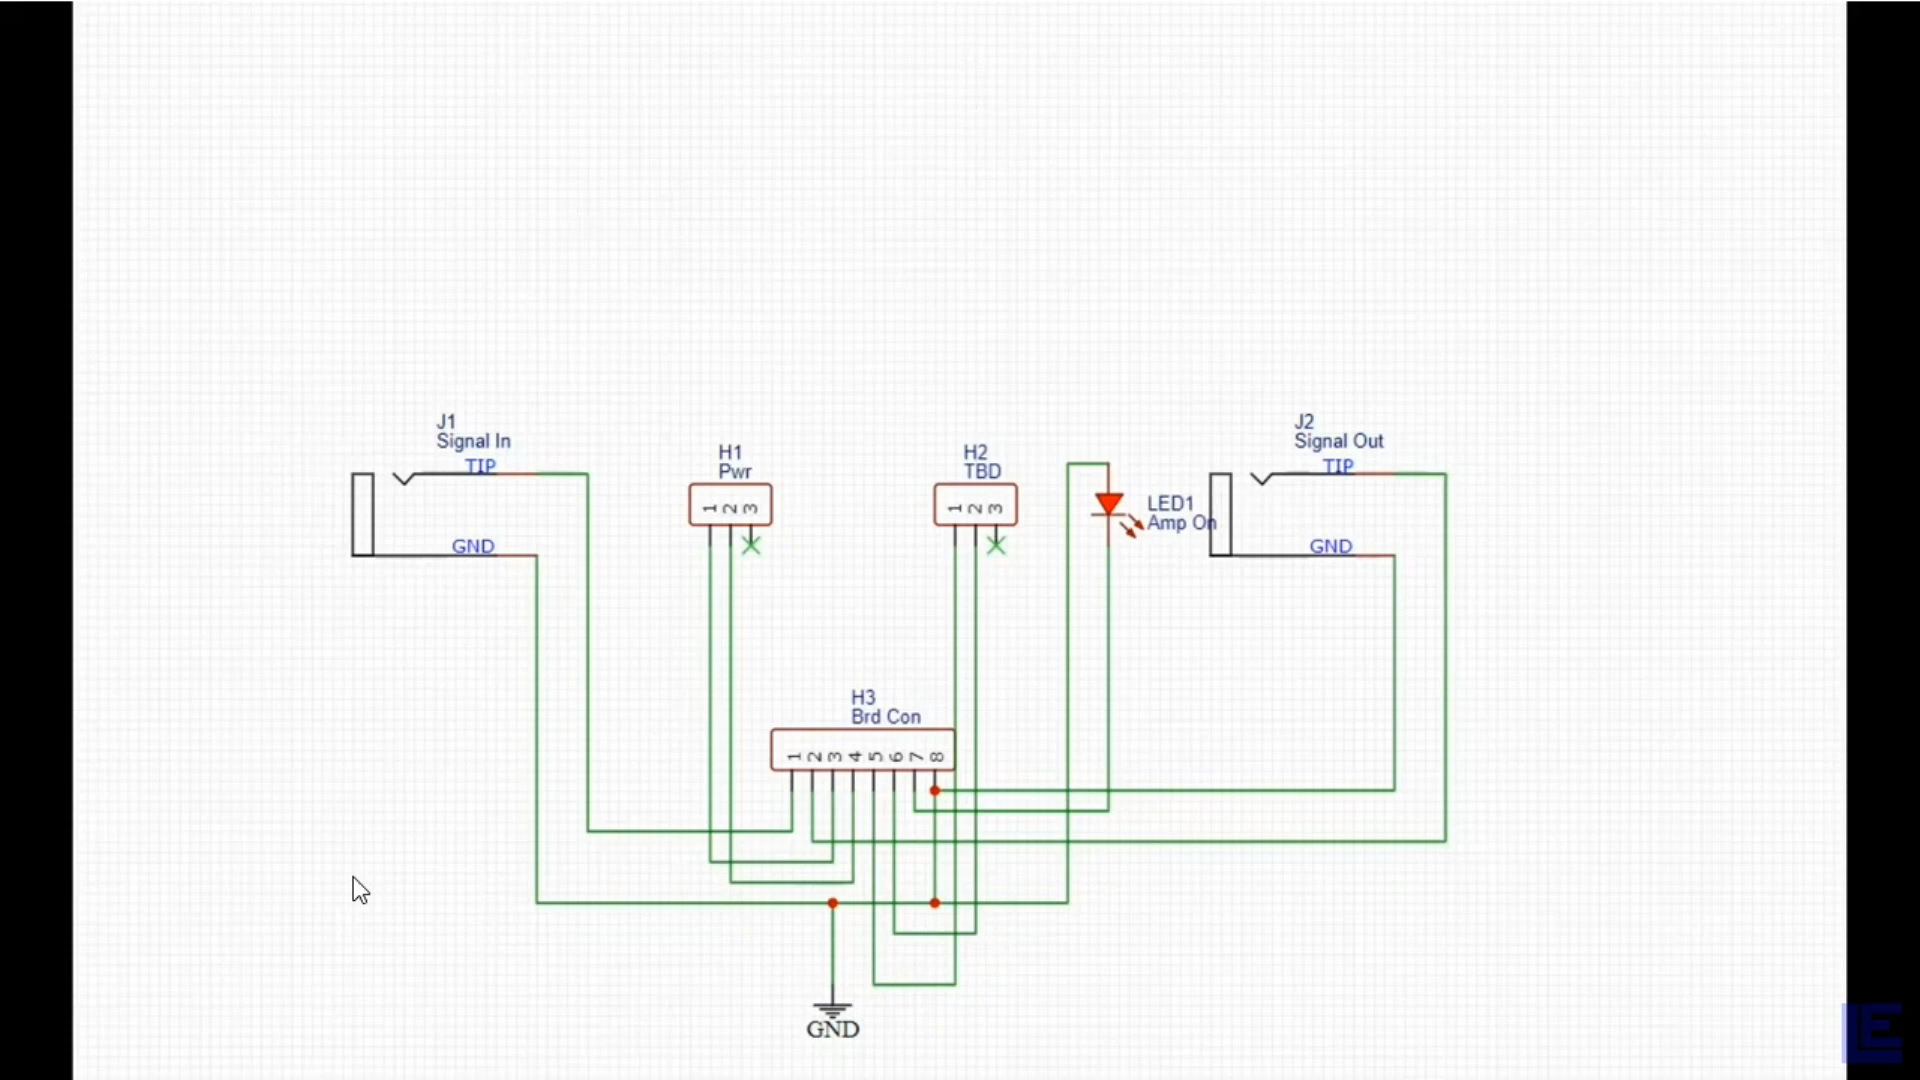 J1
Signal In
TIP
GND
H1
Pwr
1 2 3
H2
TBD
1 2 3
LED1
Amp On
J2
Signal Out
TIP
GND
H3
Brd Con
1 2 3 4 5 6 7 8
GND
LE